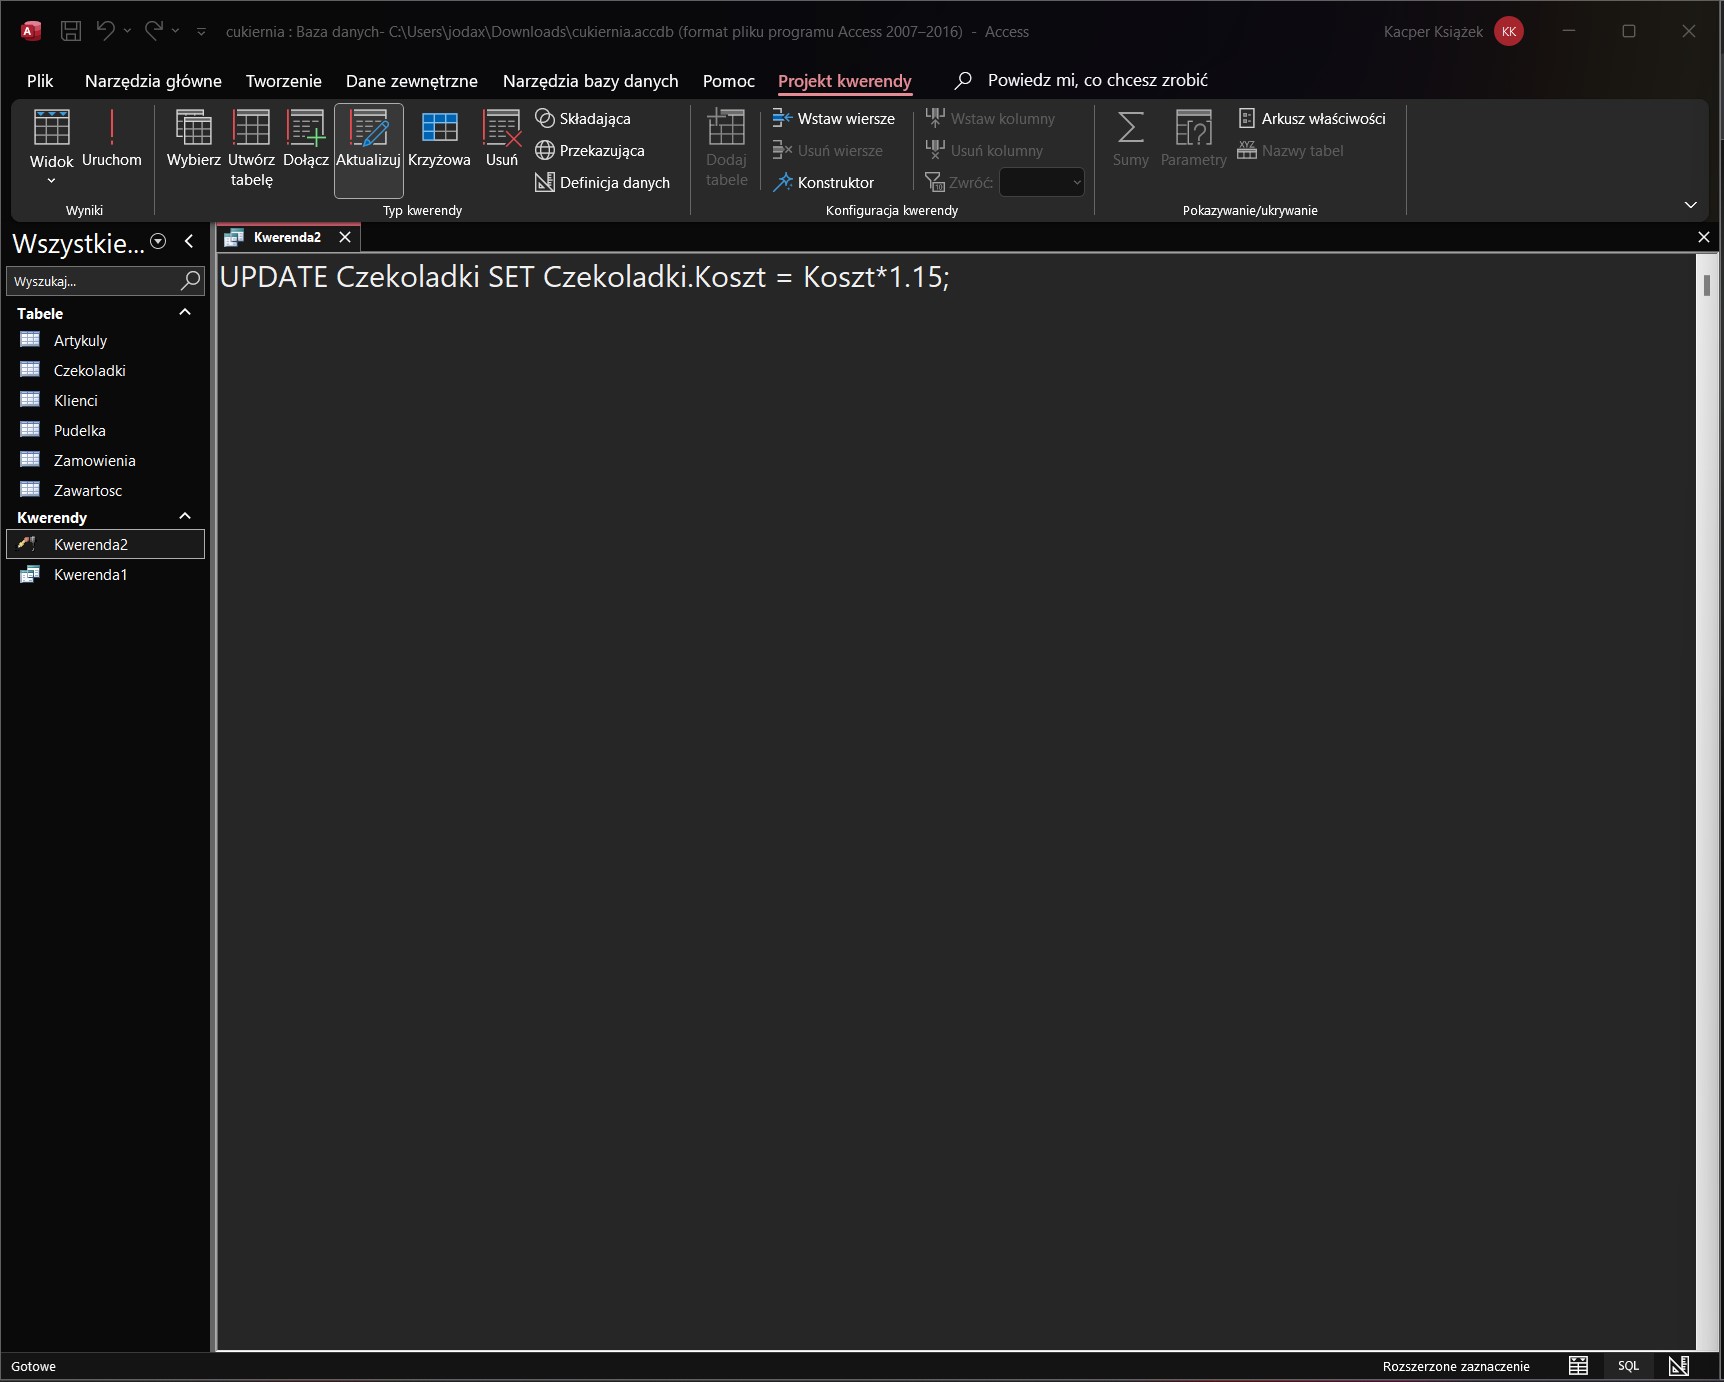 cukiernia : Baza danych- C:\Users\jodax\Downloads\cukiernia.accdb (format pliku programu Access 2007–2016) - Access
Kacper Książek
KK
Plik
Narzędzia główne
Tworzenie
Dane zewnętrzne
Narzędzia bazy danych
Pomoc
Projekt kwerendy
Powiedz mi, co chcesz zrobić
Widok
Uruchom
Wyniki
Wybierz
Utwórz
tabelę
Dołącz
Aktualizuj
Krzyżowa
Usuń
Składająca
Przekazująca
Definicja danych
Typ kwerendy
Dodaj
tabele
Wstaw wiersze
Usuń wiersze
Konstruktor
Wstaw kolumny
Usuń kolumny
Zwróć:
Konfiguracja kwerendy
Sumy
Parametry
Arkusz właściwości
Nazwy tabel
Pokazywanie/ukrywanie
Wszystkie...
Wyszukaj...
Tabele
Artykuly
Czekoladki
Klienci
Pudelka
Zamowienia
Zawartosc
Kwerendy
Kwerenda2
Kwerenda1
Kwerenda2
UPDATE Czekoladki SET Czekoladki.Koszt = Koszt*1.15;
Gotowe
Rozszerzone zaznaczenie
SQL